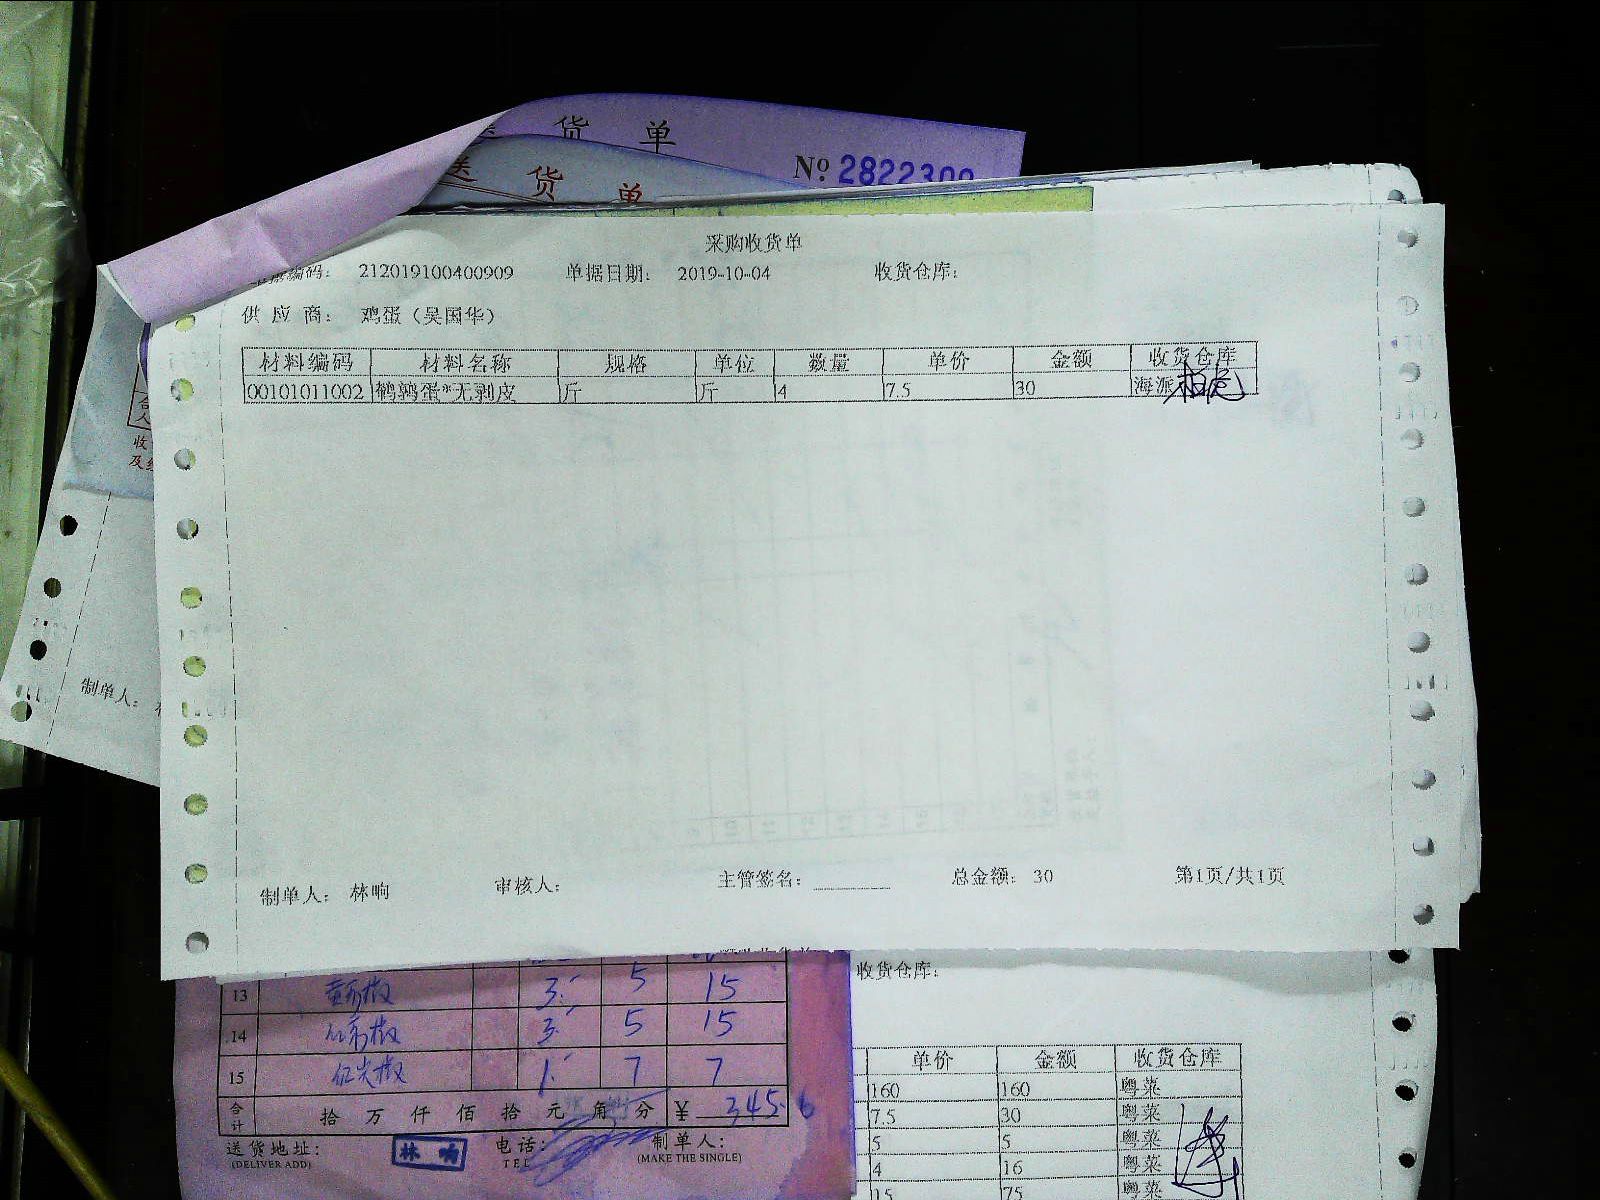 送 货 单
№ 2822300
送 货 单
采购收货单
编码: 212019100400909 单据日期: 2019-10-04 收货仓库:
供 应 商: 鸡蛋（吴国华）
材料编码 材料名称 规格 单位 数量 单价 金额 收货仓库
00101011002 鹌鹑蛋*无剥皮 斤 斤 4 7.5 30 海派
制单人: 林响 审核人: 主管签名: 总金额: 30 第1页/共1页
收
及
制单人:
13 3 5 15
14 3 5 15
15 1 7 7
合计 拾 万 仟 佰 拾 元 角 分 ¥ 345.6
送货地址: 林 响 电话: 制单人:
(DELIVER ADD) TEL (MAKE THE SINGLE)
收货仓库:
单价 金额 收货仓库
160 160 粤菜
7.5 30 粤菜
5 5 粤菜
4 16 粤菜
15 75 粤菜